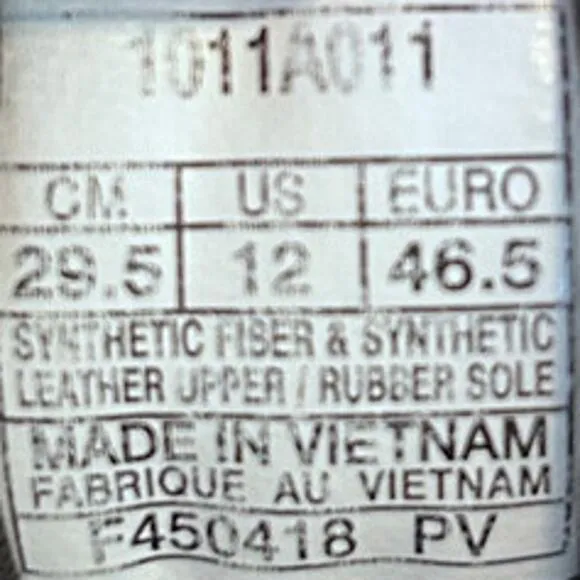 1011A011
CM US EURO
29.5 12 46.5
SYNTHETIC FIBER & SYNTHETIC
LEATHER UPPER / RUBBER SOLE
MADE IN VIETNAM
FABRIQUE AU VIETNAM
F450418 PV